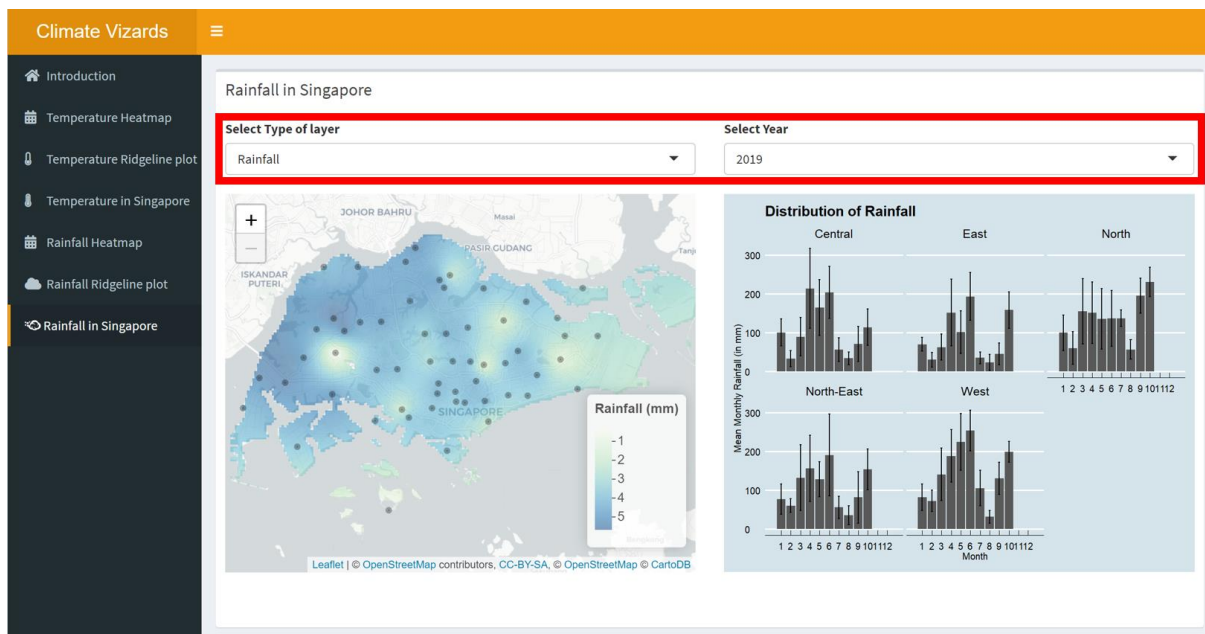 Climate Vizards
Introduction
Temperature Heatmap
Temperature Ridgeline plot
Temperature in Singapore
Rainfall Heatmap
Rainfall Ridgeline plot
Rainfall in Singapore
Rainfall in Singapore
Select Type of layer
Select Year
Rainfall
2019
+
−
JOHOR BAHRU
Masai
PASIR GUDANG
ISKANDAR
PUTERI
SINGAPORE
Rainfall (mm)
1
2
3
4
5
Leaflet | © OpenStreetMap contributors, CC-BY-SA, © OpenStreetMap © CartoDB
Distribution of Rainfall
Central East North
300
200
100
0
1 2 3 4 5 6 7 8 9 101112
North-East West
300
200
100
0
1 2 3 4 5 6 7 8 9 101112 1 2 3 4 5 6 7 8 9 101112
Month
Mean Monthly Rainfall (in mm)